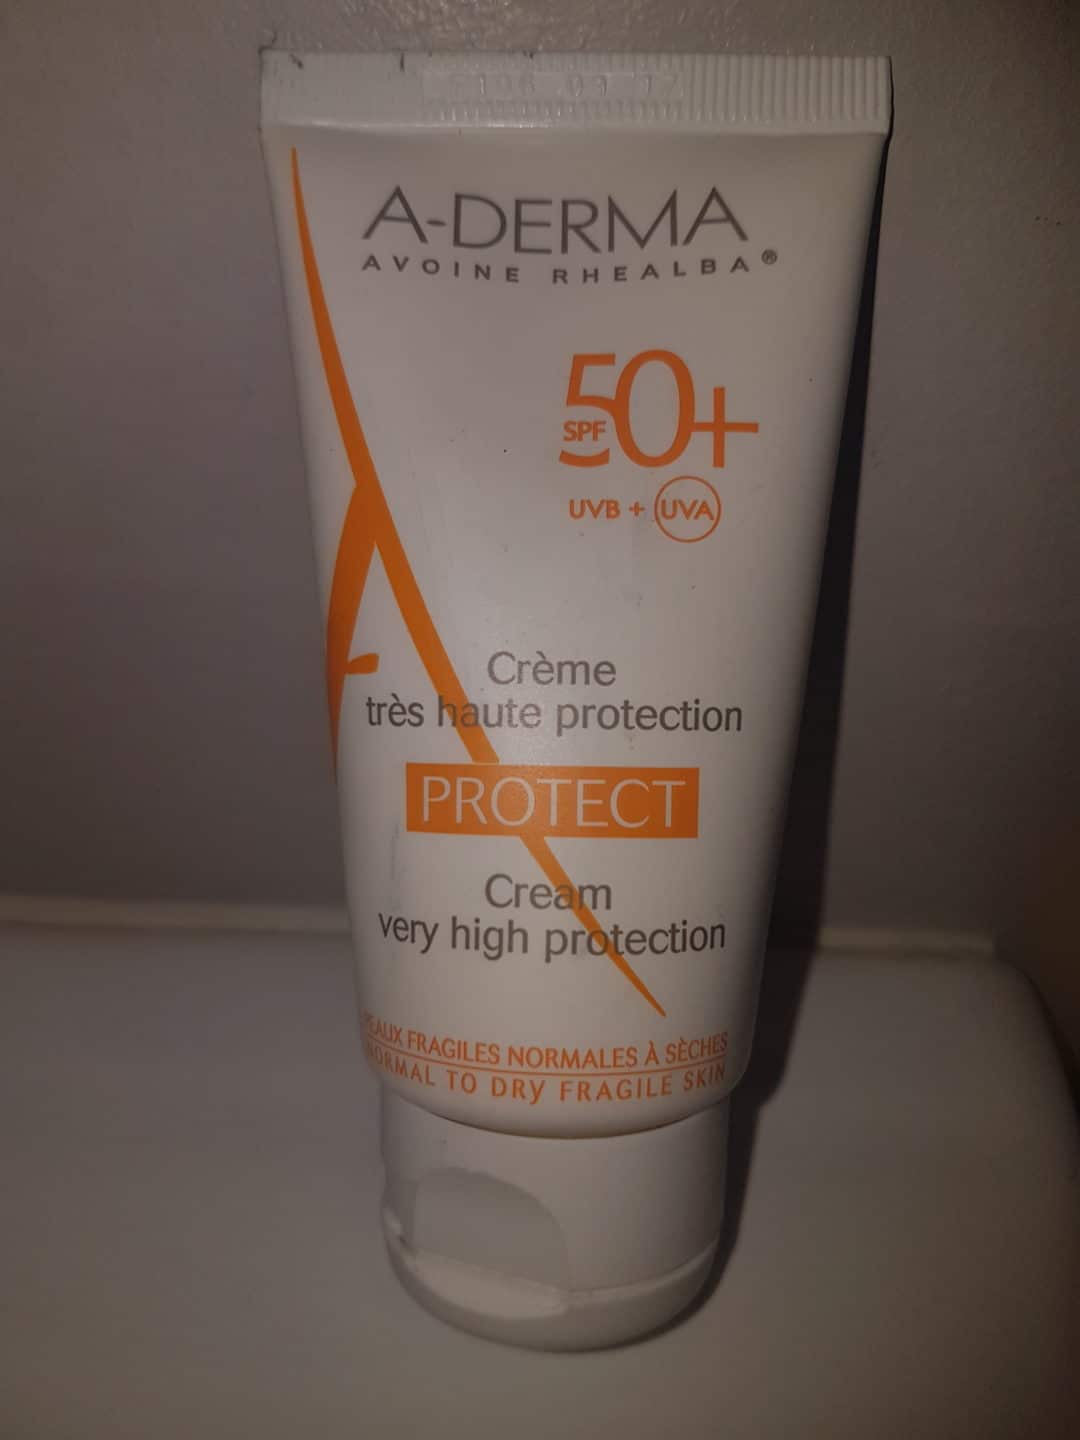 A-DERMA
AVOINE RHEALBA®
SPF 50+
UVB + UVA
Crème
très haute protection
PROTECT
Cream
very high protection
PEAUX FRAGILES NORMALES À SÈCHES
NORMAL TO DRY FRAGILE SKIN